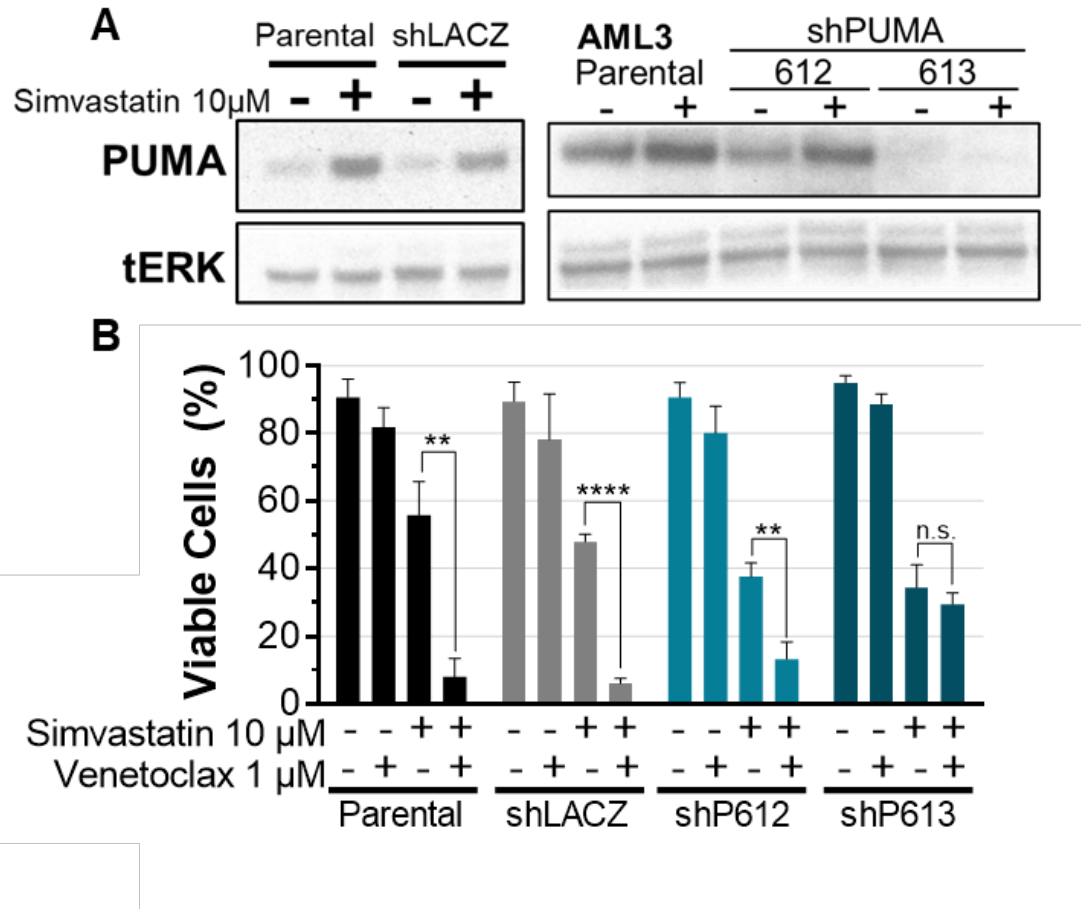 A
Parental shLACZ
Simvastatin 10µM - + - +
PUMA
tERK
AML3 shPUMA
Parental 612 613
- + - + - +
B
Viable Cells (%)
100
80
60
40
20
0
** **** ** n.s.
Simvastatin 10 µM - - + + - - + + - - + + - - + +
Venetoclax 1 µM - + - + - + - + - + - + - + - +
Parental shLACZ shP612 shP613